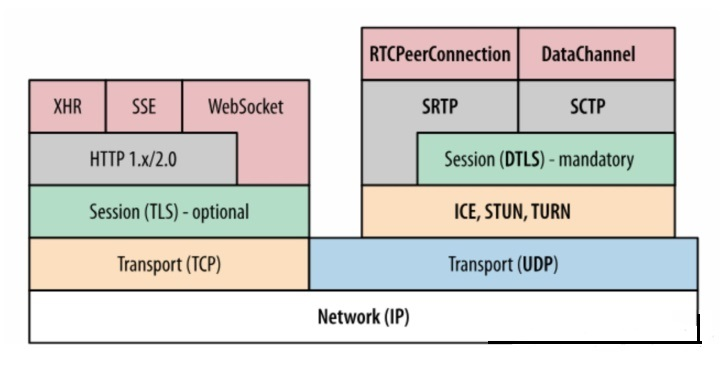 RTCPeerConnection DataChannel
XHR SSE WebSocket SRTP SCTP
HTTP 1.x/2.0 Session (DTLS) - mandatory
Session (TLS) - optional ICE, STUN, TURN
Transport (TCP) Transport (UDP)
Network (IP)